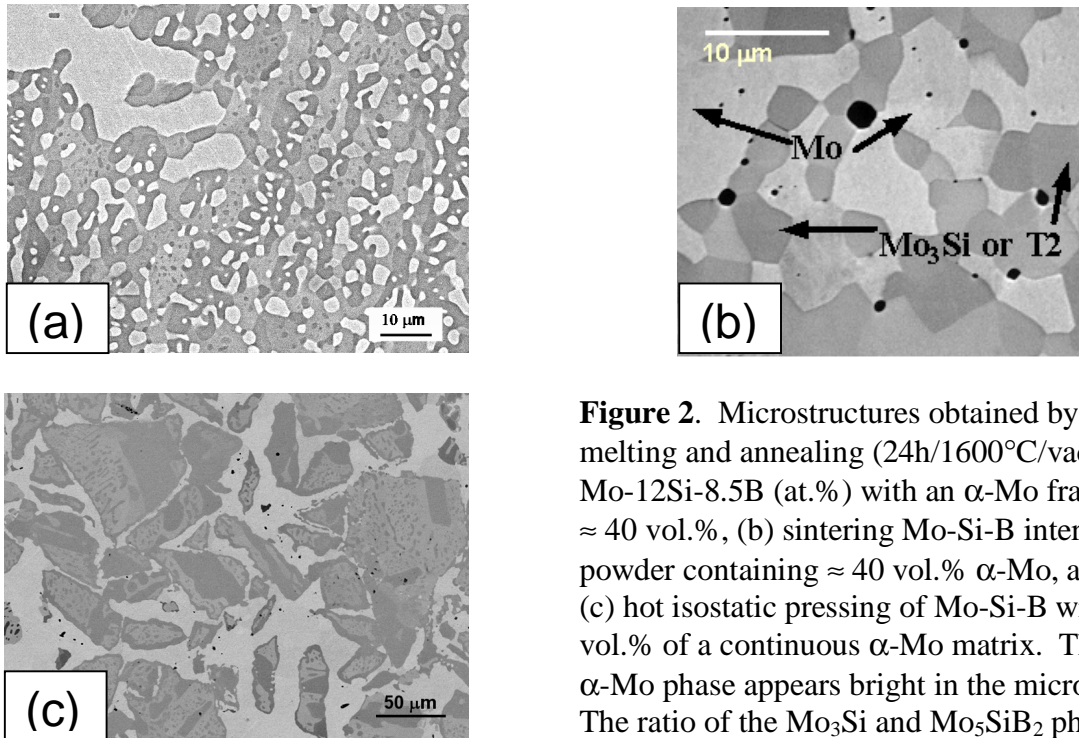 (a)
10 μm
10 μm
Mo
Mo₃Si or T2
(b)
(c)
50 μm
Figure 2. Microstructures obtained by
melting and annealing (24h/1600°C/vac
Mo-12Si-8.5B (at.%) with an α-Mo fra
≈ 40 vol.%, (b) sintering Mo-Si-B inter
powder containing ≈ 40 vol.% α-Mo, a
(c) hot isostatic pressing of Mo-Si-B w
vol.% of a continuous α-Mo matrix. T
α-Mo phase appears bright in the micro
The ratio of the Mo₃Si and Mo₅SiB₂ ph